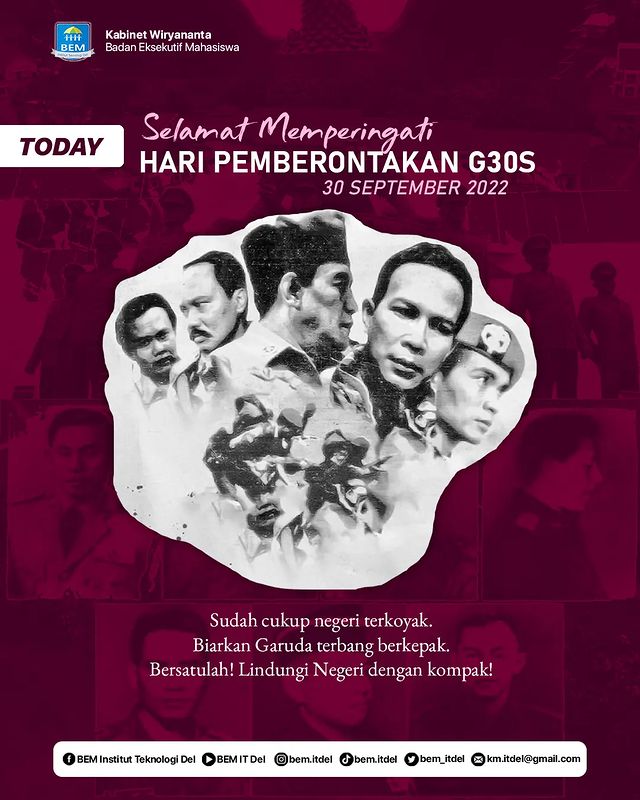 BEM
Kabinet Wiryananta
Badan Eksekutif Mahasiswa
TODAY
Selamat Memperingati
HARI PEMBERONTAKAN G30S
30 SEPTEMBER 2022
Sudah cukup negeri terkoyak.
Biarkan Garuda terbang berkepak.
Bersatulah! Lindungi Negeri dengan kompak!
BEM Institut Teknologi Del BEM IT Del bem.itdel bem.itdel bem_itdel km.itdel@gmail.com